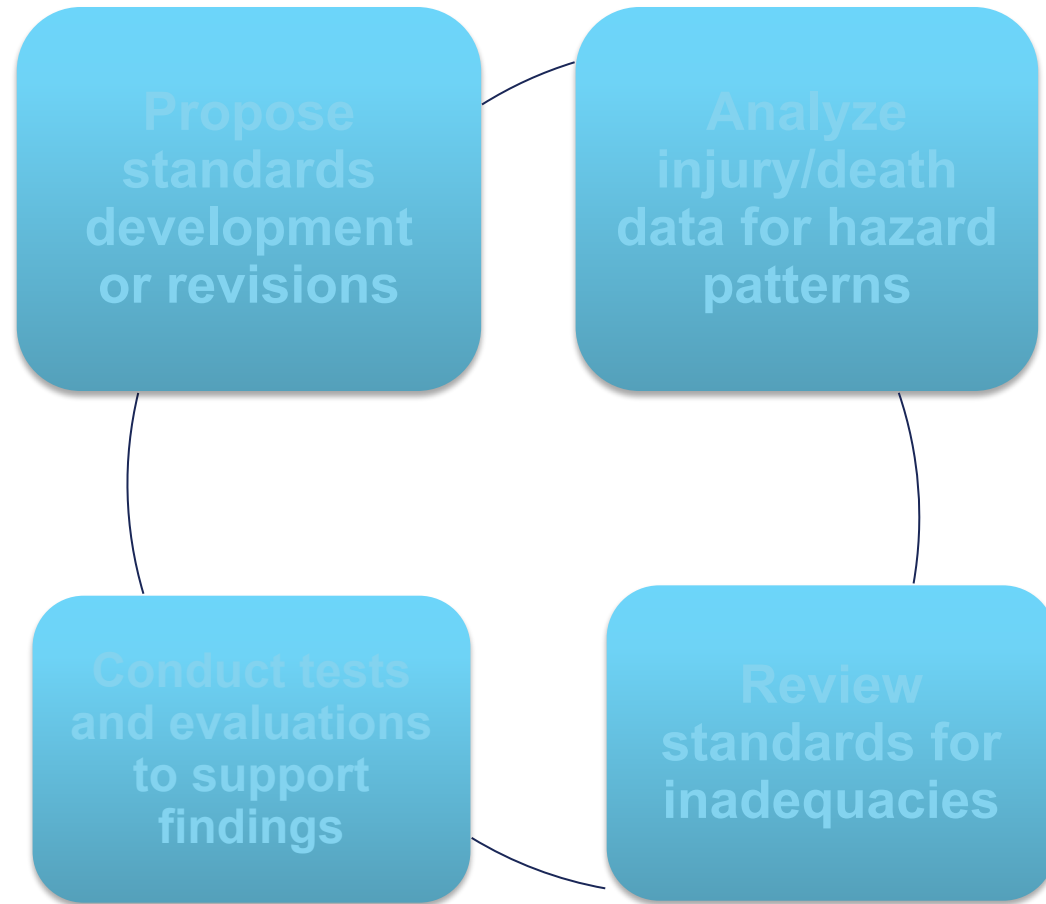 Propose
standards
development
or revisions
Analyze
injury/death
data for hazard
patterns
Conduct tests
and evaluations
to support
findings
Review
standards for
inadequacies